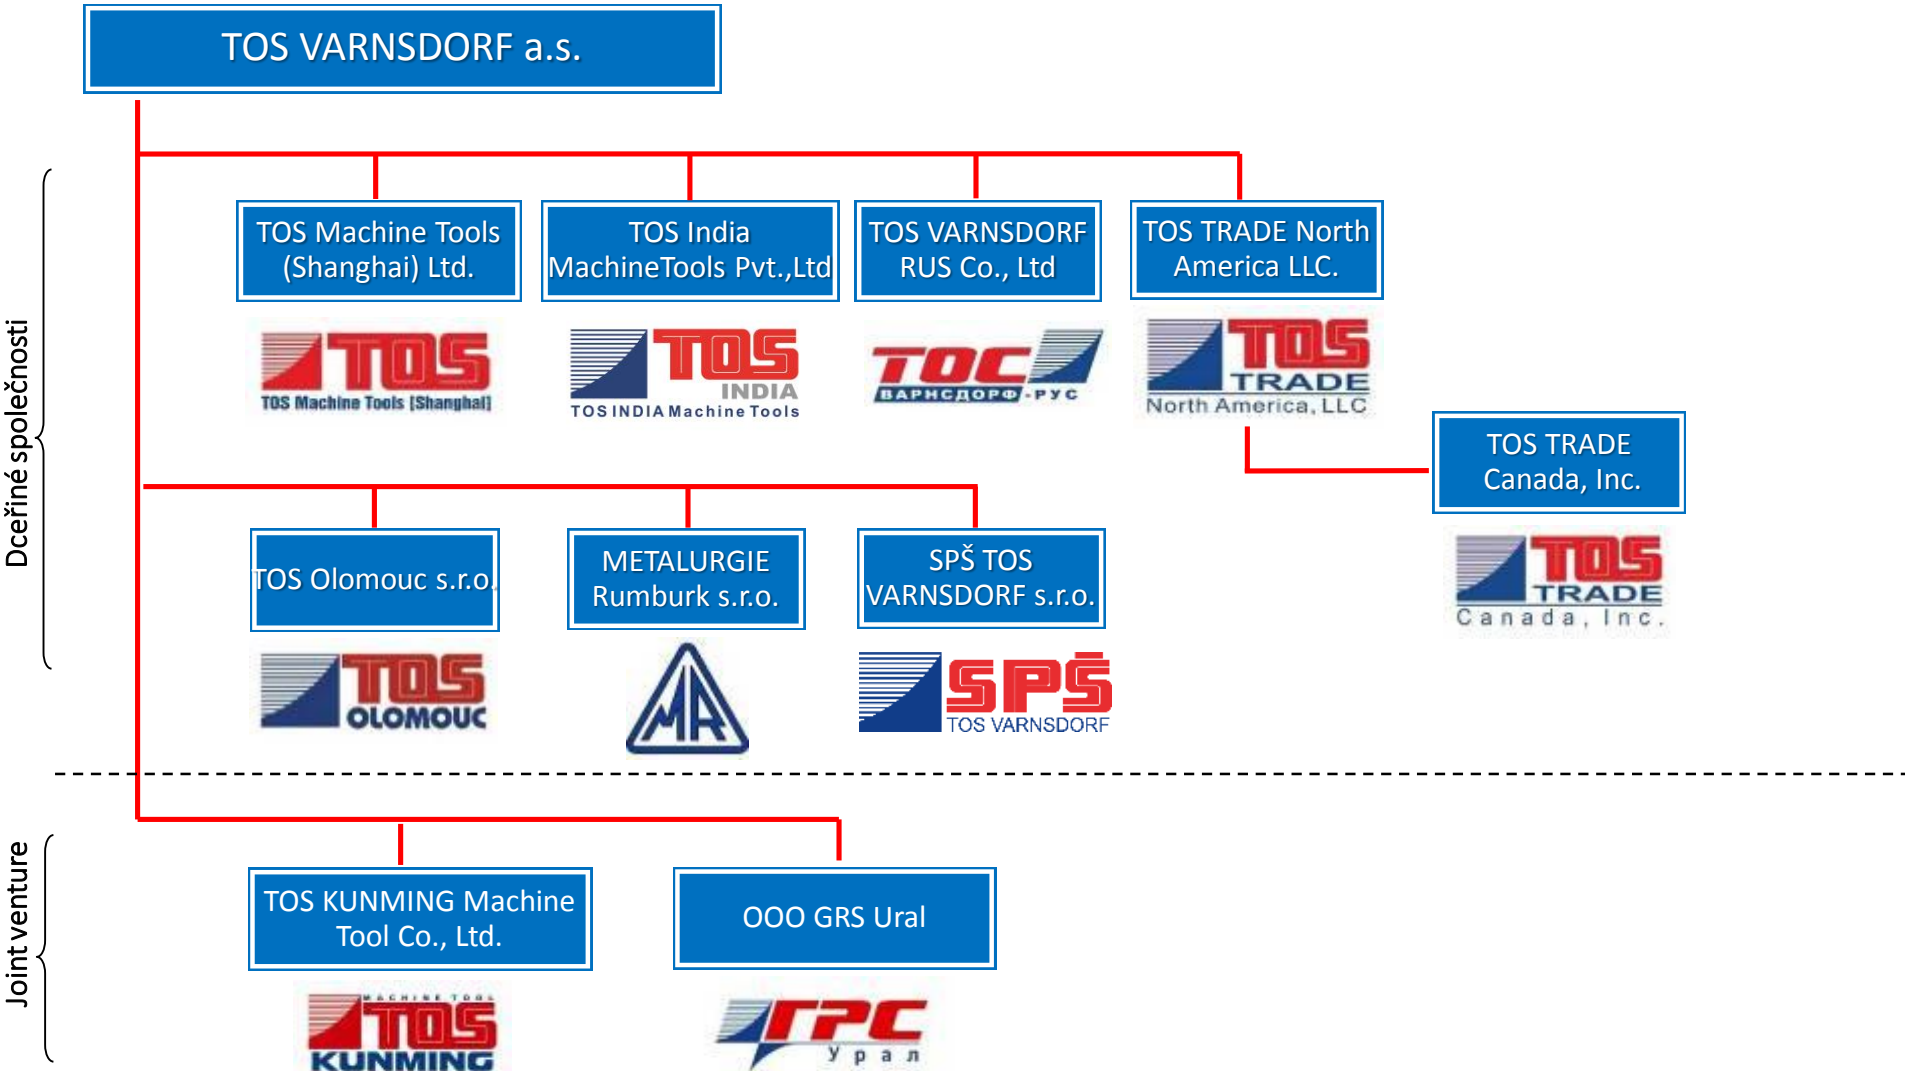 TOS VARNSDORF a.s.
Dceřiné společnosti
TOS Machine Tools
(Shanghai) Ltd.
TOS India
MachineTools Pvt.,Ltd
TOS VARNSDORF
RUS Co., Ltd
TOS TRADE North
America LLC.
TOS
TOS Machine Tools [Shanghai]
TOS
INDIA
TOS INDIA Machine Tools
ТОС
ВАРНСДОРФ-РУС
TOS
TRADE
North America, LLC
TOS TRADE
Canada, Inc.
TOS
TRADE
Canada, Inc.
TOS Olomouc s.r.o.
METALURGIE
Rumburk s.r.o.
SPŠ TOS
VARNSDORF s.r.o.
TOS
OLOMOUC
MR
SPŠ
TOS VARNSDORF
Joint venture
TOS KUNMING Machine
Tool Co., Ltd.
OOO GRS Ural
MACHINE TOOL
TOS
KUNMING
ГРС
Урал